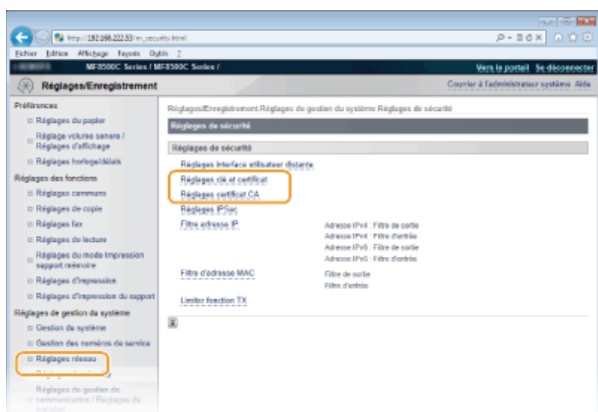 http://192.168.222.53/m_security.html
Fichier Edition Affichage Favoris Outils ?
MF8500C Series / MF8500C Series /
Vers le portail Se déconnecter
Réglages/Enregistrement
Courrier à l'administrateur système Aide
Préférences
Réglages du papier
Réglage volume sonore /
Réglages d'affichage
Réglages horloge/délais
Réglages des fonctions
Réglages communs
Réglages de copie
Réglages fax
Réglages de lecture
Réglages du mode Impression
support mémoire
Réglages d'impression
Réglages d'impression du rapport
Réglages de gestion du système
Gestion du système
Gestion des numéros de service
Réglages réseau
Réglages de gestion de
communication / Réglages de
Réglages/Enregistrement:Réglages de gestion du système:Réglages de sécurité
Réglages de sécurité
Réglages de sécurité
Réglages interface utilisateur distante
Réglages clé et certificat
Réglages certificat CA
Réglages IPSec
Filtre adresse IP
Adresse IPv4 : Filtre de sortie
Adresse IPv4 : Filtre d'entrée
Adresse IPv6 : Filtre de sortie
Adresse IPv6 : Filtre d'entrée
Filtre d'adresse MAC
Filtre de sortie
Filtre d'entrée
Limiter fonction TX